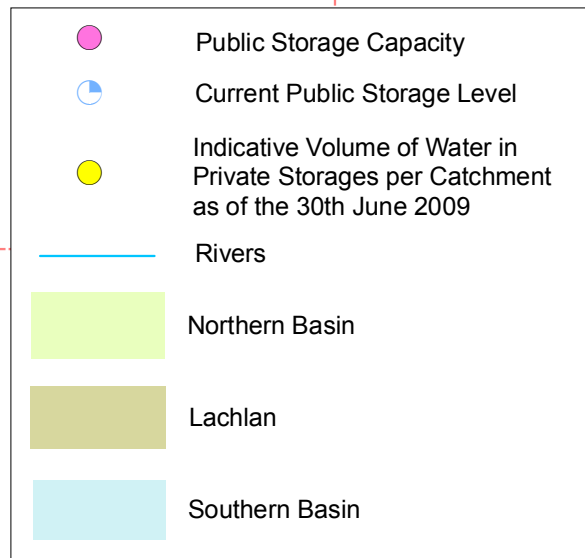 Public Storage Capacity
Current Public Storage Level
Indicative Volume of Water in
Private Storages per Catchment
as of the 30th June 2009
Rivers
Northern Basin
Lachlan
Southern Basin